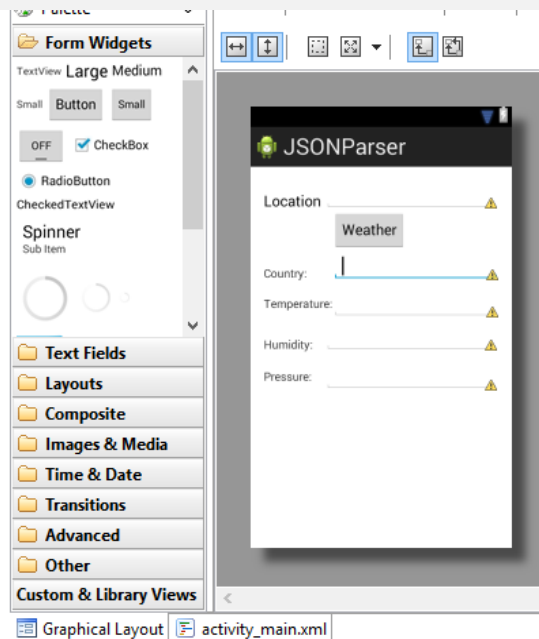 Palette
Form Widgets
TextView Large Medium
Small Button Small
OFF CheckBox
RadioButton
CheckedTextView
Spinner
Sub Item
Text Fields
Layouts
Composite
Images & Media
Time & Date
Transitions
Advanced
Other
Custom & Library Views
JSONParser
Location
Weather
Country:
Temperature:
Humidity:
Pressure:
Graphical Layout activity_main.xml